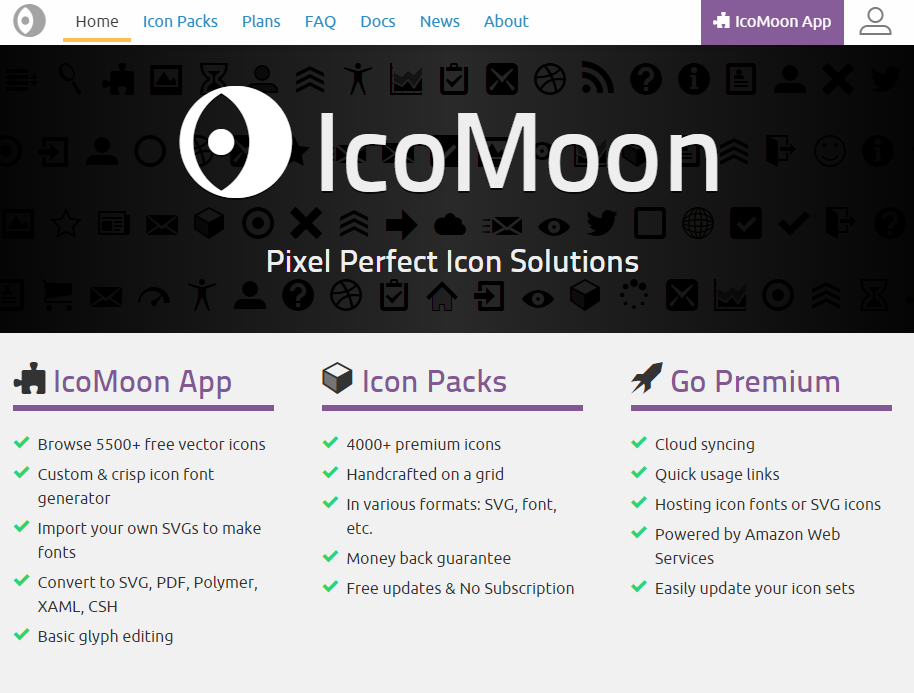 Home Icon Packs Plans FAQ Docs News About IcoMoon App
IcoMoon
Pixel Perfect Icon Solutions
IcoMoon App
Browse 5500+ free vector icons
Custom & crisp icon font
generator
Import your own SVGs to make
fonts
Convert to SVG, PDF, Polymer,
XAML, CSH
Basic glyph editing
Icon Packs
4000+ premium icons
Handcrafted on a grid
In various formats: SVG, font,
etc.
Money back guarantee
Free updates & No Subscription
Go Premium
Cloud syncing
Quick usage links
Hosting icon fonts or SVG icons
Powered by Amazon Web
Services
Easily update your icon sets